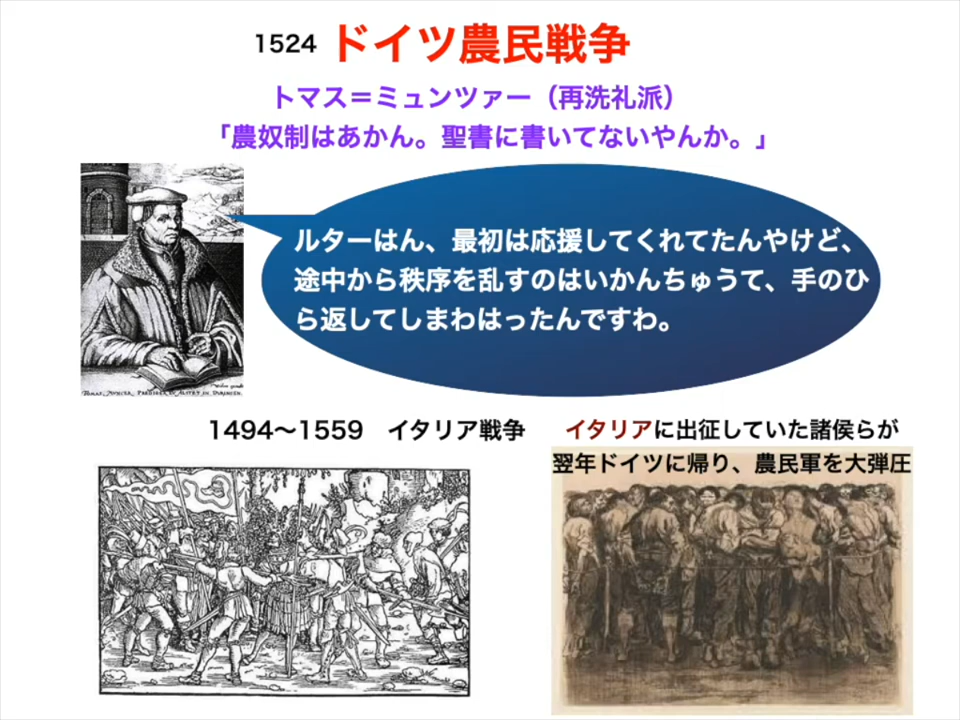 1524 ドイツ農民戦争
トマス＝ミュンツァー（再洗礼派）
「農奴制はあかん。聖書に書いてないやんか。」
ルターはん、最初は応援してくれてたんやけど、
途中から秩序を乱すのはいかんちゅうて、手のひ
ら返ししてしまわはったんですわ。
1494〜1559 イタリア戦争
イタリアに出征していた諸侯らが
翌年ドイツに帰り、農民軍を大弾圧